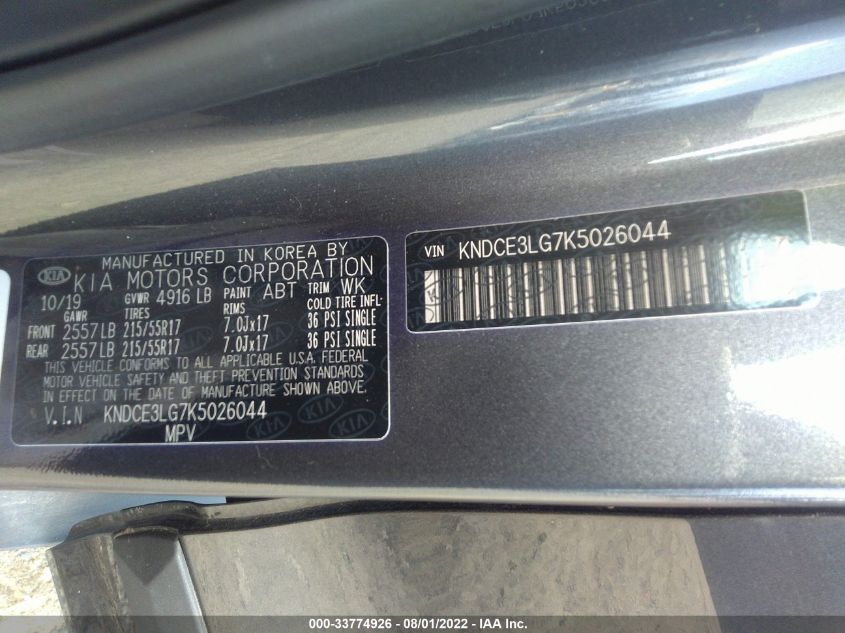 MANUFACTURED IN KOREA BY
KIA KIA MOTORS CORPORATION
10/19 GVWR 4916 LB PAINT ABT TRIM WK
GAWR TIRES RIMS COLD TIRE INFL
FRONT 2557LB 215/55R17 7.0Jx17 36 PSI SINGLE
REAR 2557LB 215/55R17 7.0Jx17 36 PSI SINGLE
THIS VEHICLE CONFORMS TO ALL APPLICABLE U.S.A. FEDERAL
MOTOR VEHICLE SAFETY AND THEFT PREVENTION STANDARDS
IN EFFECT ON THE DATE OF MANUFACTURE SHOWN ABOVE.
V.I.N KNDCE3LG7K5026044
MPV
VIN KNDCE3LG7K5026044
000-33774926 - 08/01/2022 - IAA Inc.